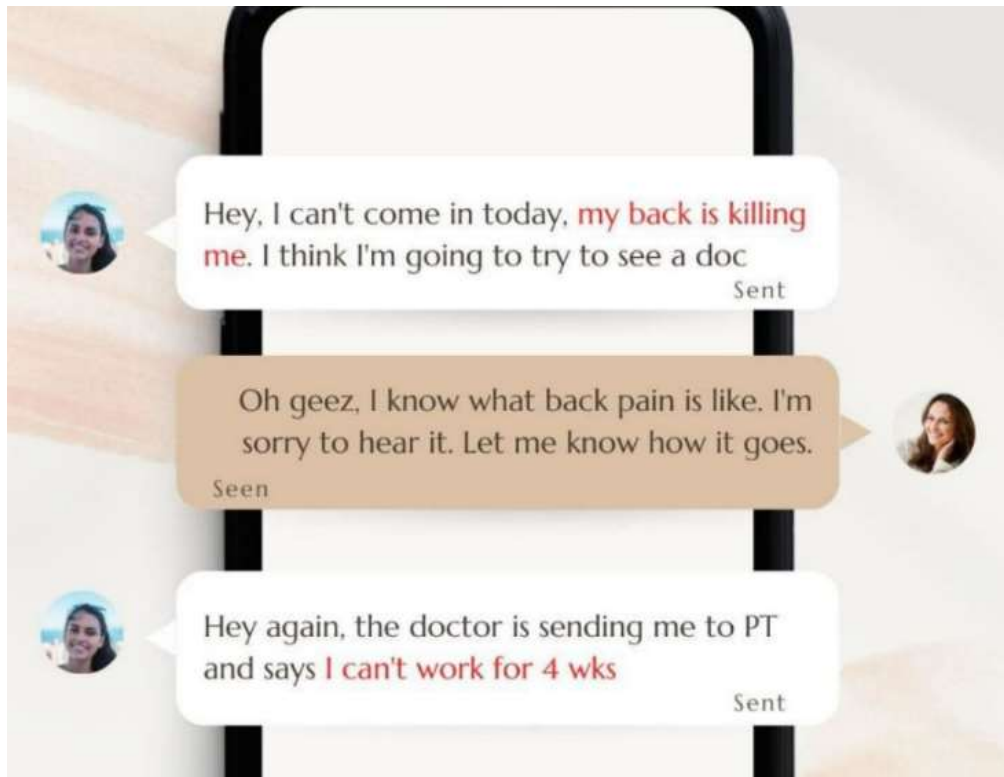 Hey, I can't come in today, my back is killing
me. I think I'm going to try to see a doc
Sent
Oh geez, I know what back pain is like. I'm
sorry to hear it. Let me know how it goes.
Seen
Hey again, the doctor is sending me to PT
and says I can't work for 4 wks
Sent